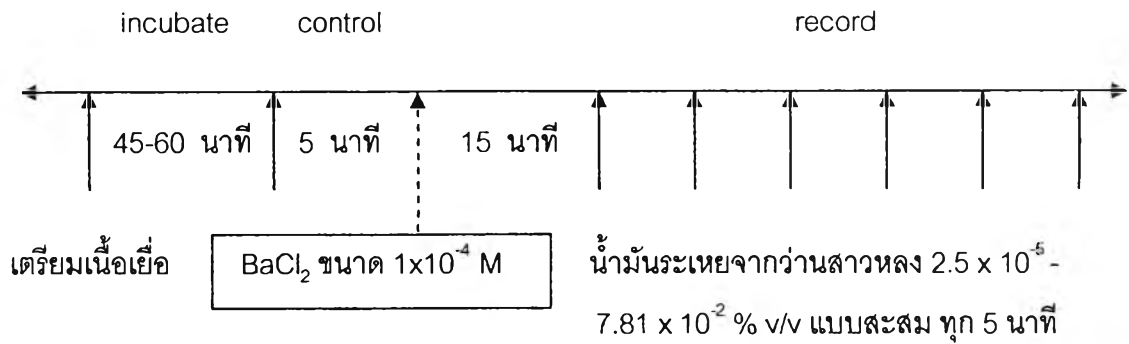 incubate control record
45-60 นาที 5 นาที 15 นาที
เตรียมเนื้อเยื่อ BaCl₂ ขนาด 1x10⁻⁴ M น้ำมันระเหยจากว่านสาวหลง 2.5 x 10⁻⁵ -
7.81 x 10⁻² % v/v แบบสะสม ทุก 5 นาที